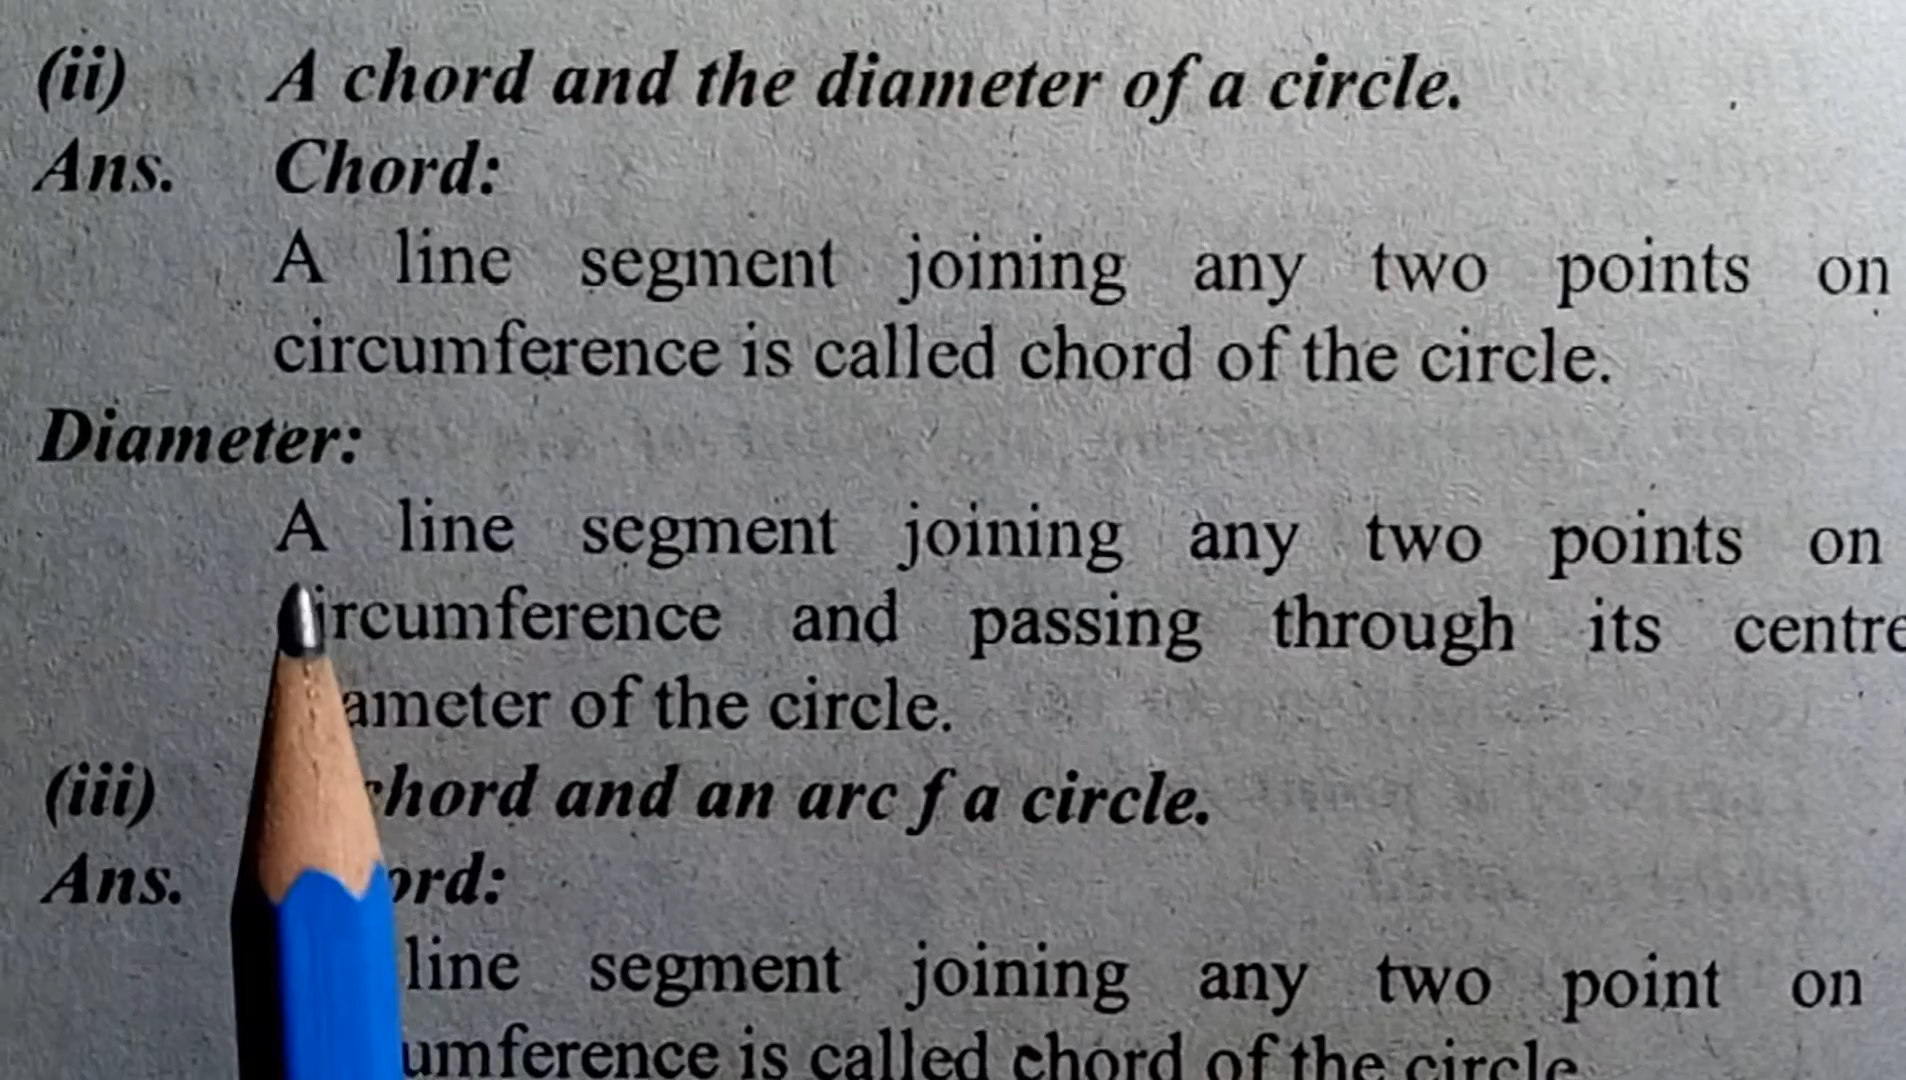 (ii) A chord and the diameter of a circle.
Ans. Chord:
A line segment joining any two points on
circumference is called chord of the circle.
Diameter:
A line segment joining any two points on
ircumference and passing through its centre
ameter of the circle.
(iii) chord and an arc f a circle.
Ans. ord:
line segment joining any two point on
umference is called chord of the circle